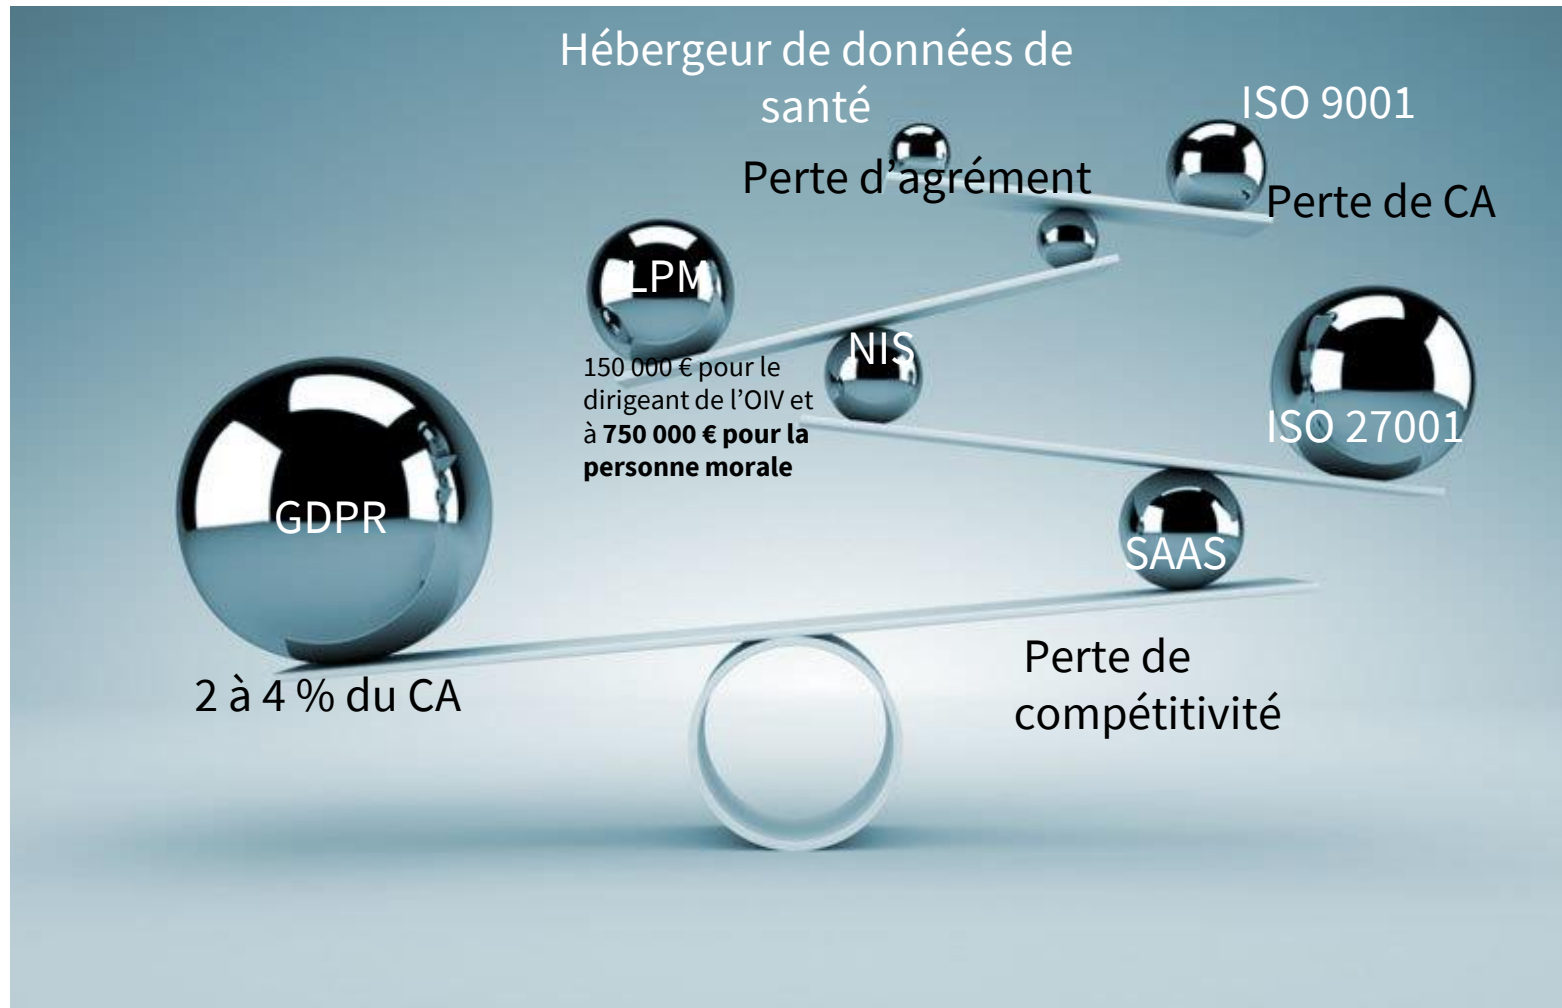 Hébergeur de données de
santé
ISO 9001
Perte d’agrément
Perte de CA
LPM
NIS
150 000 € pour le
dirigeant de l’OIV et
à 750 000 € pour la
personne morale
ISO 27001
GDPR
SAAS
2 à 4 % du CA
Perte de
compétitivité